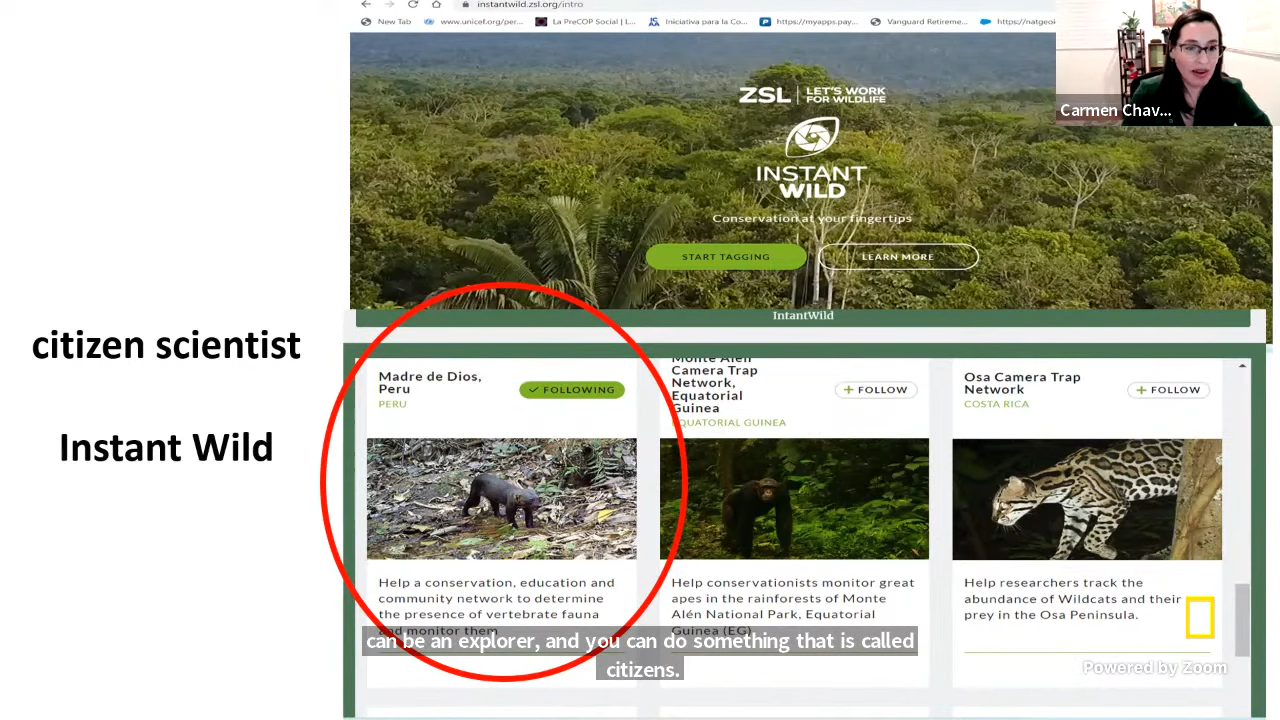 instantwild.zsl.org/intro
New Tab
www.unicef.org/per...
La PreCOP Social | L...
Iniciativa para la Co...
https://myapps.pay...
Vanguard Retireme...
https://natgeoi
Carmen Chav...
ZSL | LET'S WORK
FOR WILDLIFE
INSTANT
WILD
Conservation at your fingertips
START TAGGING
LEARN MORE
IntantWild
citizen scientist
Instant Wild
Madre de Dios,
Peru
PERU
FOLLOWING
Monte Alén
Camera Trap
Network,
Equatorial
Guinea
EQUATORIAL GUINEA
+ FOLLOW
Osa Camera Trap
Network
COSTA RICA
+ FOLLOW
Help a conservation, education and
community network to determine
the presence of vertebrate fauna
and monitor them
Help conservationists monitor great
apes in the rainforests of Monte
Alén National Park, Equatorial
Guinea (EG)
Help researchers track the
abundance of Wildcats and their
prey in the Osa Peninsula.
can be an explorer, and you can do something that is called
citizens.
Powered by Zoom